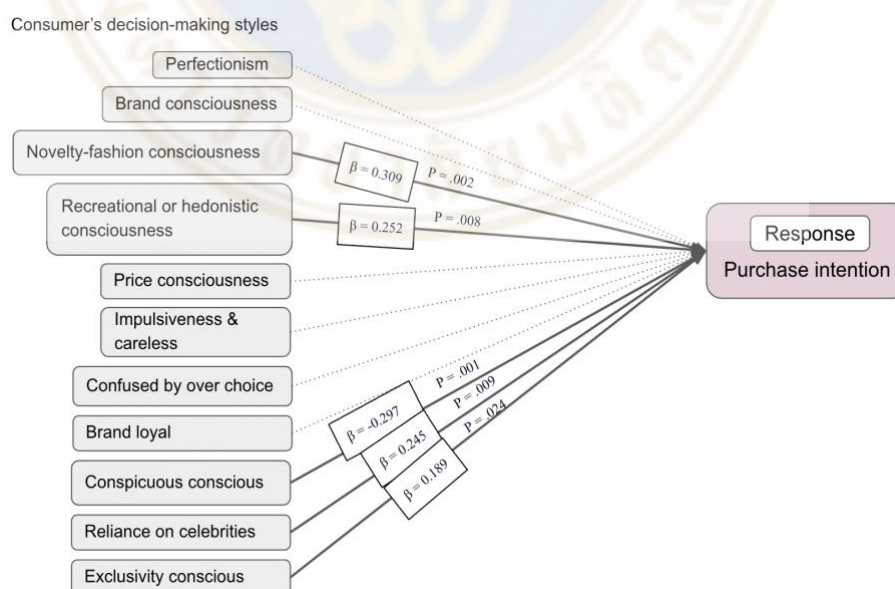 Consumer's decision-making styles
Perfectionism
Brand consciousness
Novelty-fashion consciousness
β = 0.309
P = .002
Recreational or hedonistic
consciousness
β = 0.252
P = .008
Response
Purchase intention
Price consciousness
Impulsiveness &
careless
Confused by over choice
Brand loyal
Conspicuous conscious
β = -0.297
P = .001
Reliance on celebrities
β = 0.245
P = .009
Exclusivity conscious
β = 0.189
P = .024